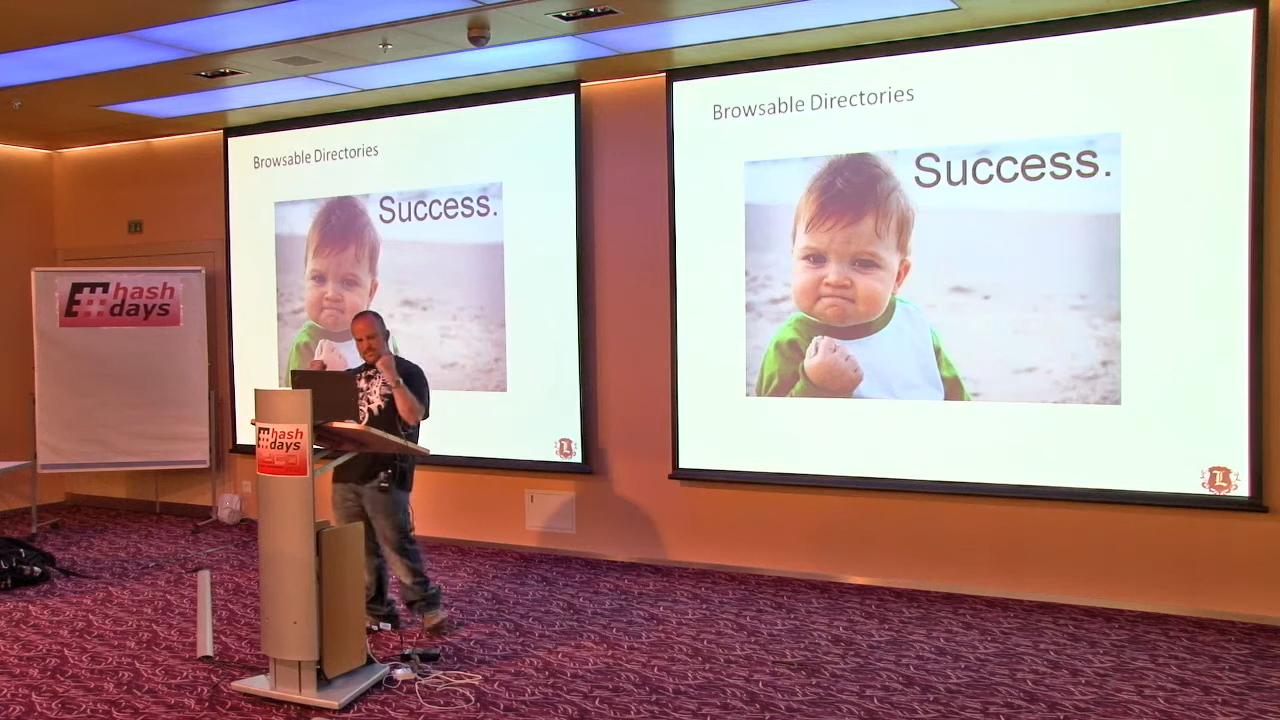 Browsable Directories
Success.
Browsable Directories
Success.
hash
days
hash
days
L
L